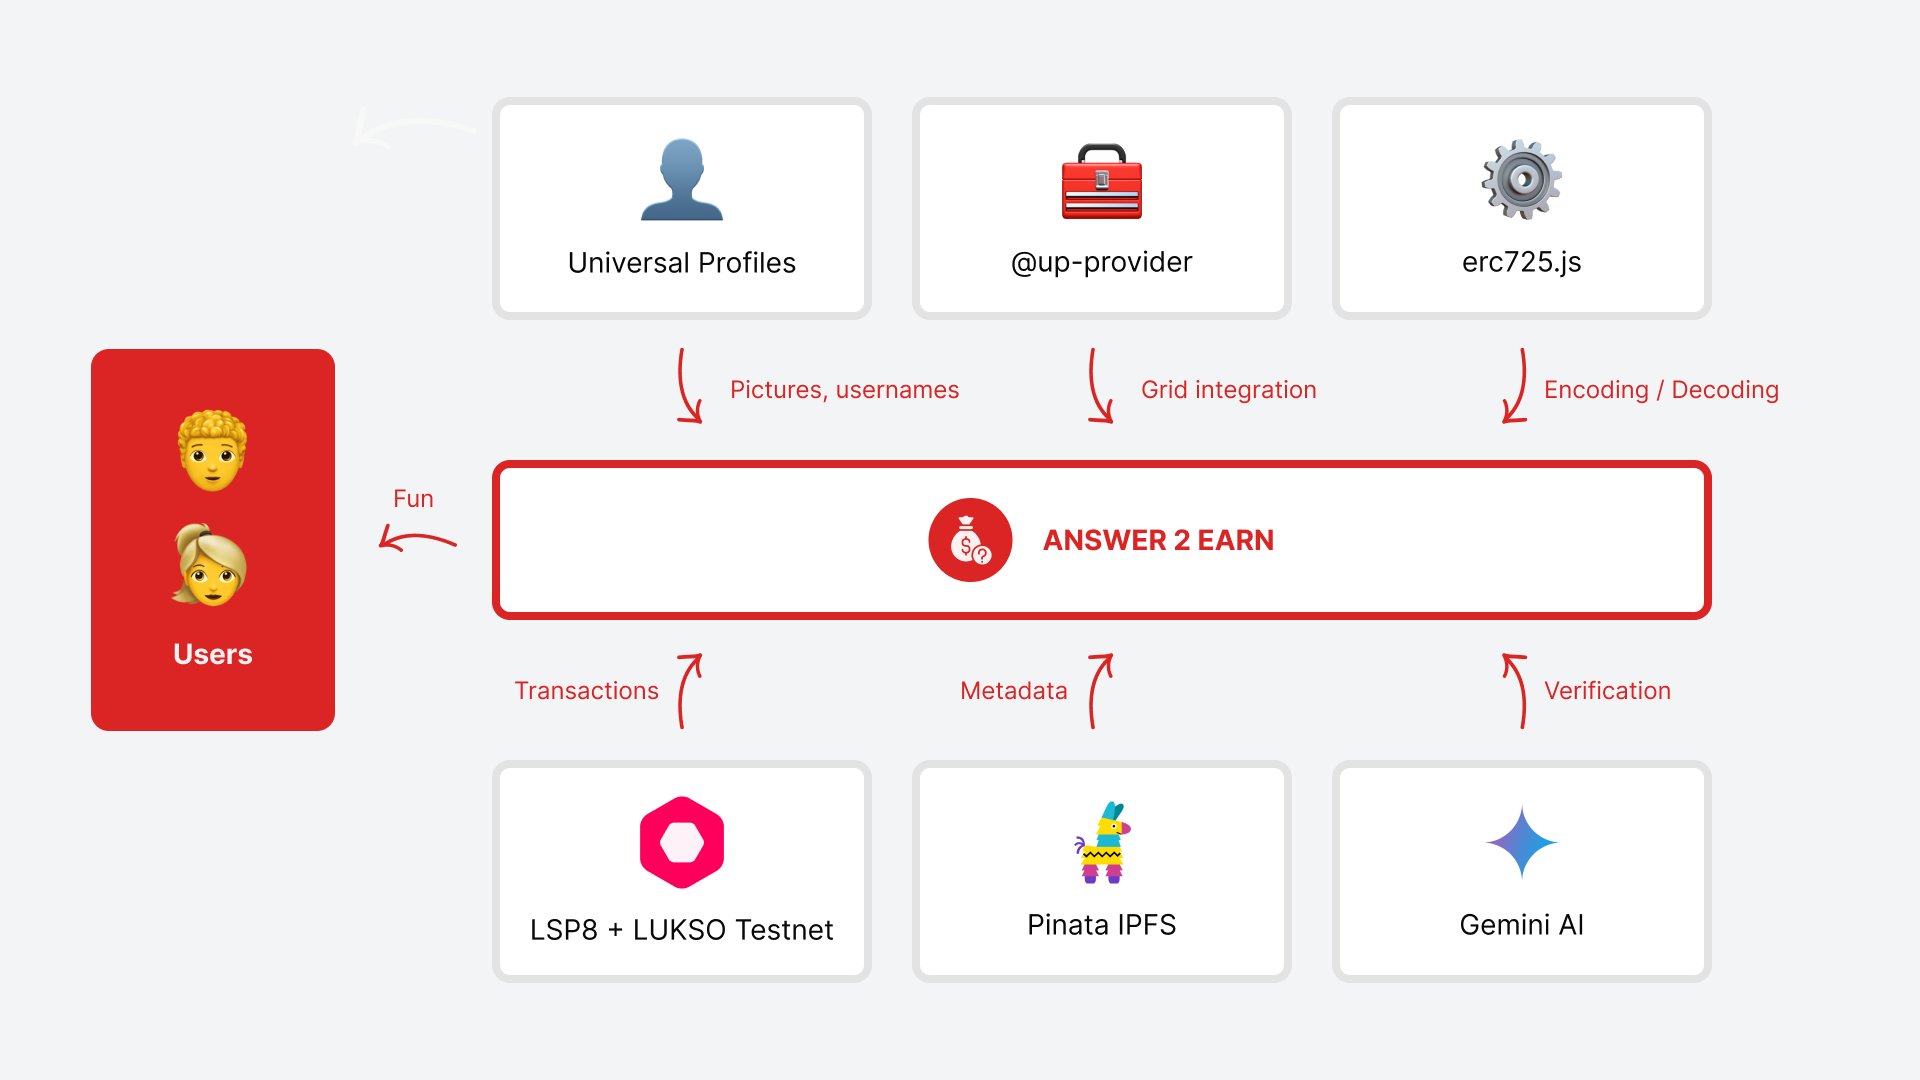 Universal Profiles
@up-provider
erc725.js
Pictures, usernames
Grid integration
Encoding / Decoding
Fun
Users
$ ?
ANSWER 2 EARN
Transactions
Metadata
Verification
LSP8 + LUKSO Testnet
Pinata IPFS
Gemini AI